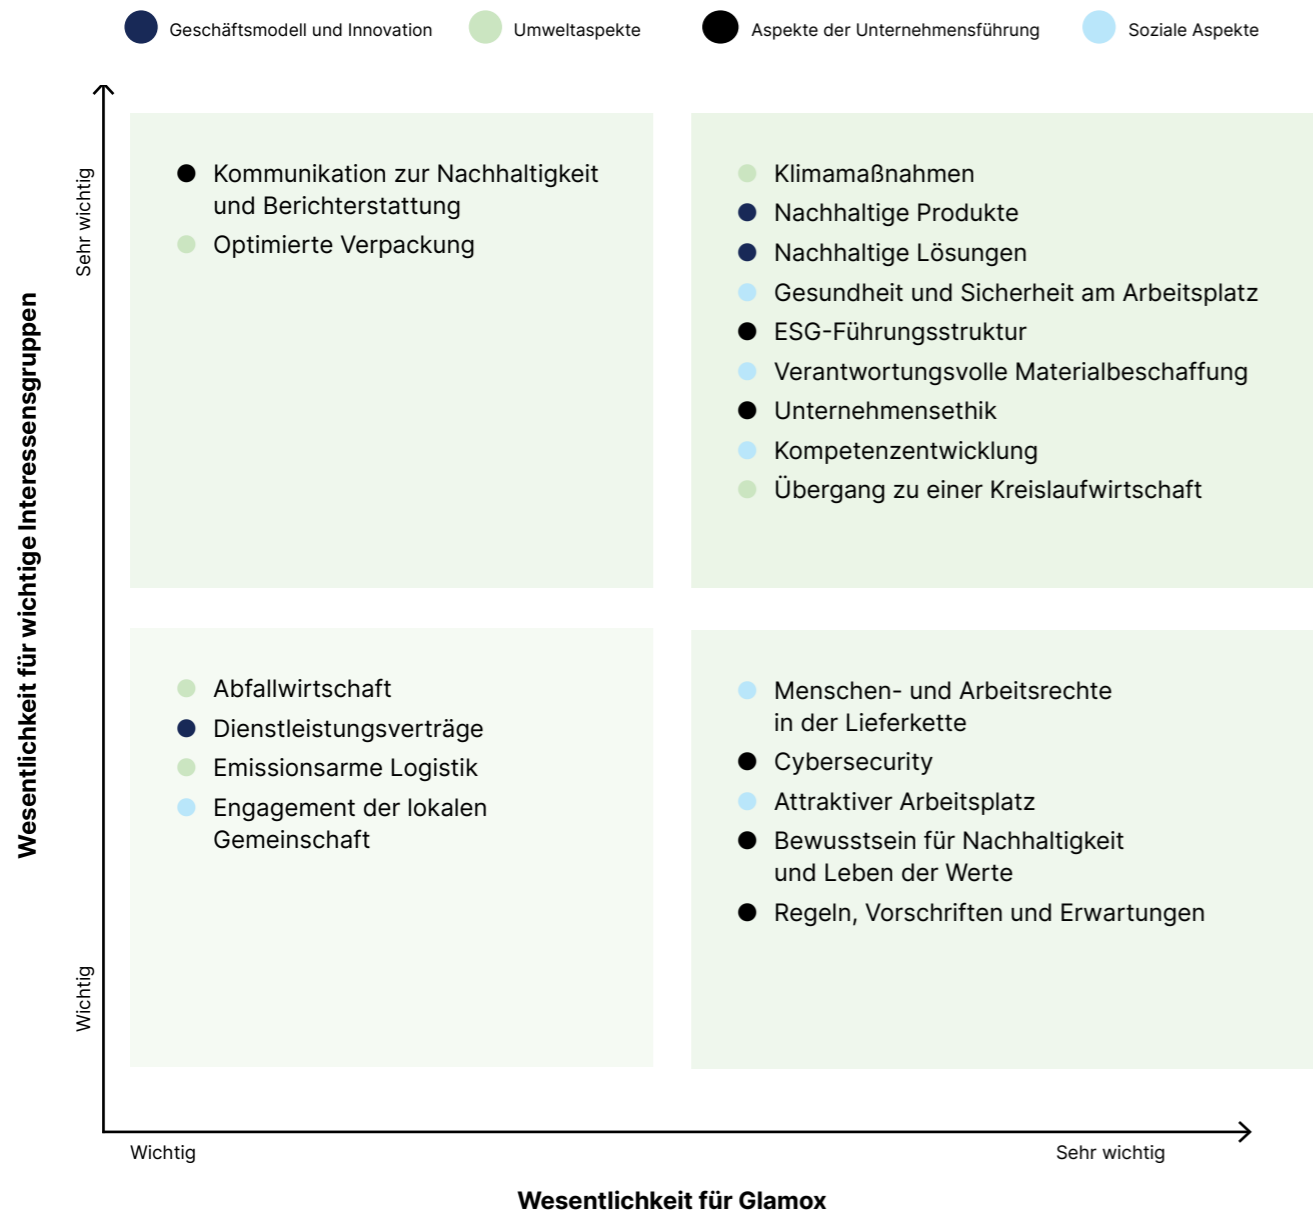 Geschäftsmodell und Innovation
Umweltaspekte
Aspekte der Unternehmensführung
Soziale Aspekte
Wesentlichkeit für wichtige Interessensgruppen
Sehr wichtig
Wichtig
Kommunikation zur Nachhaltigkeit
und Berichterstattung
Optimierte Verpackung
Klimamaßnahmen
Nachhaltige Produkte
Nachhaltige Lösungen
Gesundheit und Sicherheit am Arbeitsplatz
ESG-Führungsstruktur
Verantwortungsvolle Materialbeschaffung
Unternehmensethik
Kompetenzentwicklung
Übergang zu einer Kreislaufwirtschaft
Abfallwirtschaft
Dienstleistungsverträge
Emissionsarme Logistik
Engagement der lokalen
Gemeinschaft
Menschen- und Arbeitsrechte
in der Lieferkette
Cybersecurity
Attraktiver Arbeitsplatz
Bewusstsein für Nachhaltigkeit
und Leben der Werte
Regeln, Vorschriften und Erwartungen
Wichtig
Sehr wichtig
Wesentlichkeit für Glamox